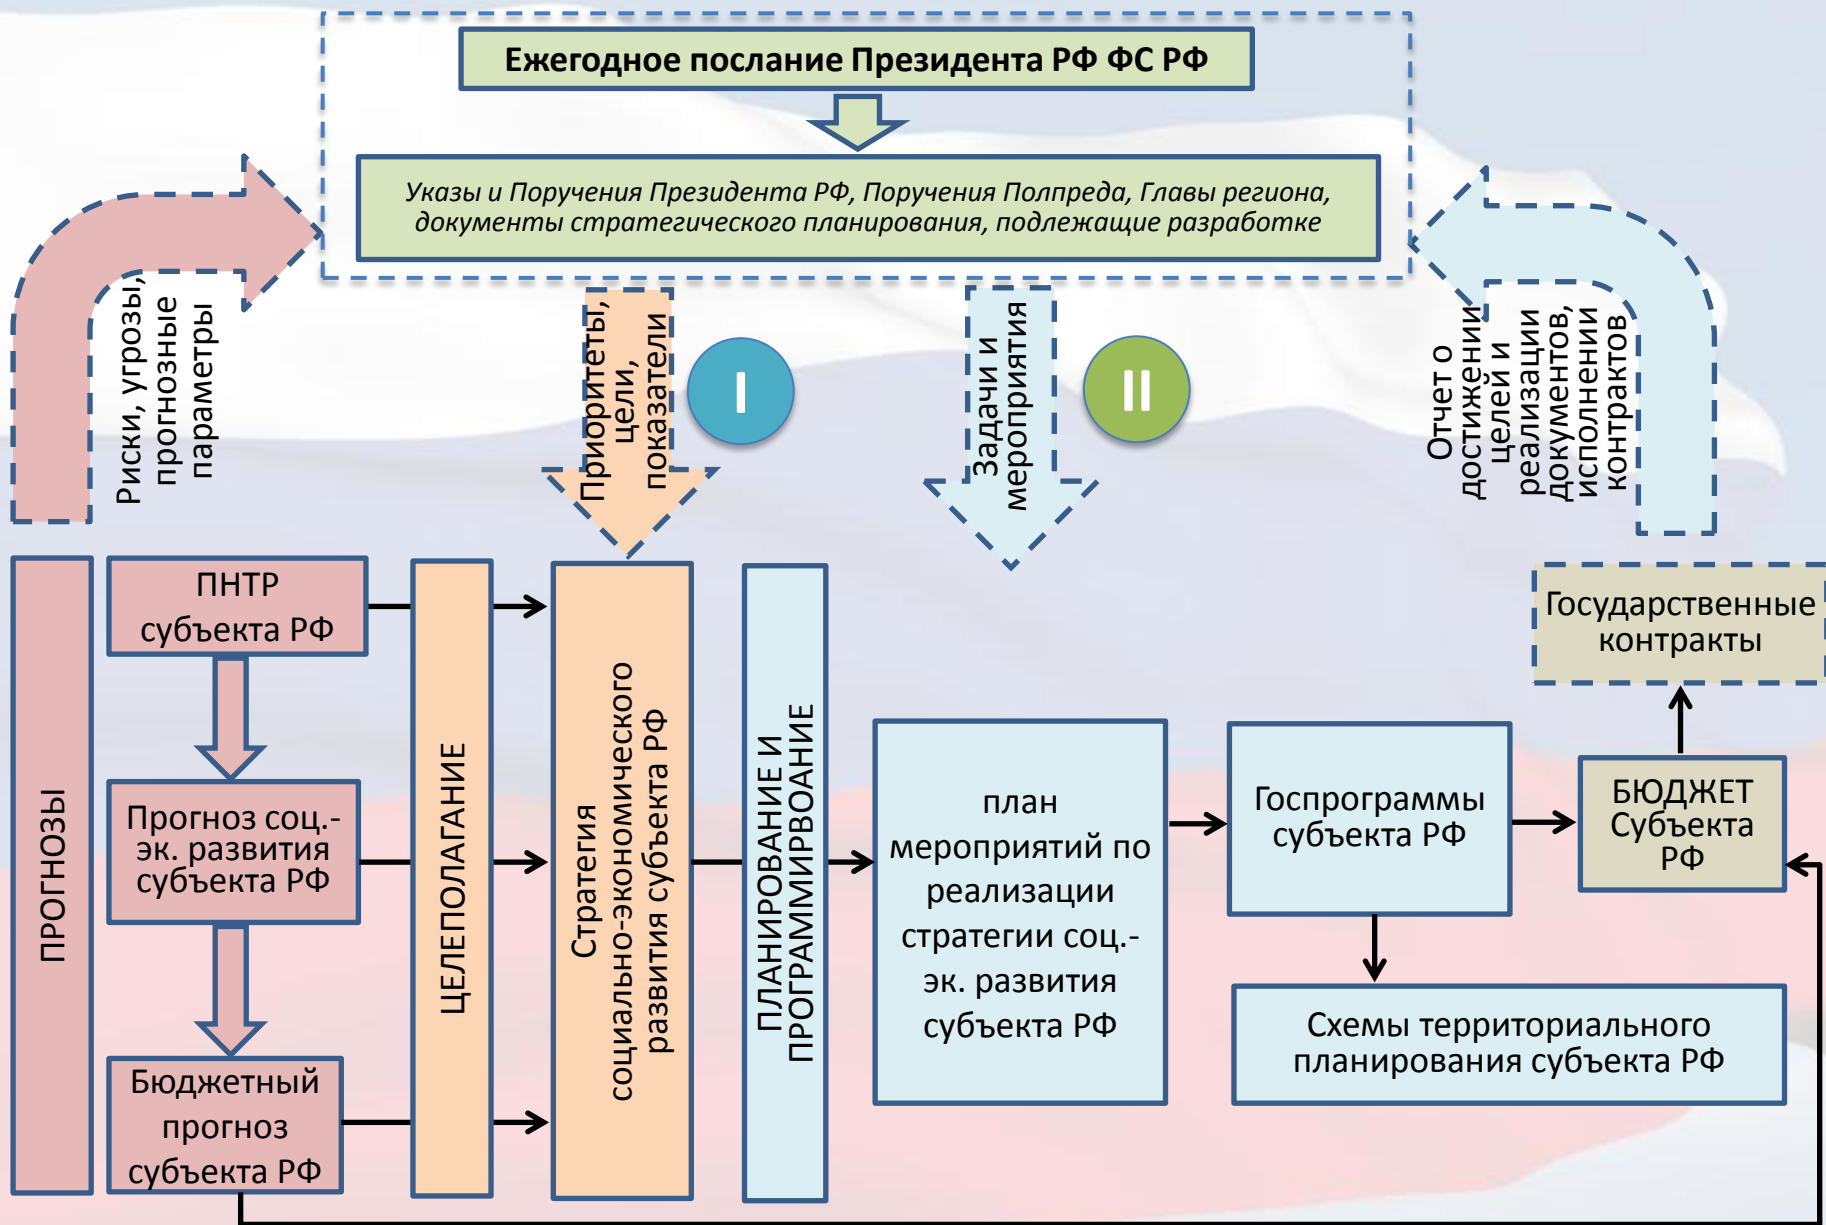 Ежегодное послание Президента РФ ФС РФ
Указы и Поручения Президента РФ, Поручения Полпреда, Главы региона,
документы стратегического планирования, подлежащие разработке
Риски, угрозы,
прогнозные
параметры
Приоритеты,
цели,
показатели
I
Задачи и
мероприятия
II
Отчет о
достижении
целей и
реализации
документов,
исполнении
контрактов
ПРОГНОЗЫ
ПНТР
субъекта РФ
Прогноз соц.-
эк. развития
субъекта РФ
Бюджетный
прогноз
субъекта РФ
ЦЕЛЕПОЛАГАНИЕ
Стратегия
социально-экономического
развития субъекта РФ
ПЛАНИРОВАНИЕ И
ПРОГРАММИРВОАНИЕ
план
мероприятий по
реализации
стратегии соц.-
эк. развития
субъекта РФ
Госпрограммы
субъекта РФ
Схемы территориального
планирования субъекта РФ
Государственные
контракты
БЮДЖЕТ
Субъекта
РФ